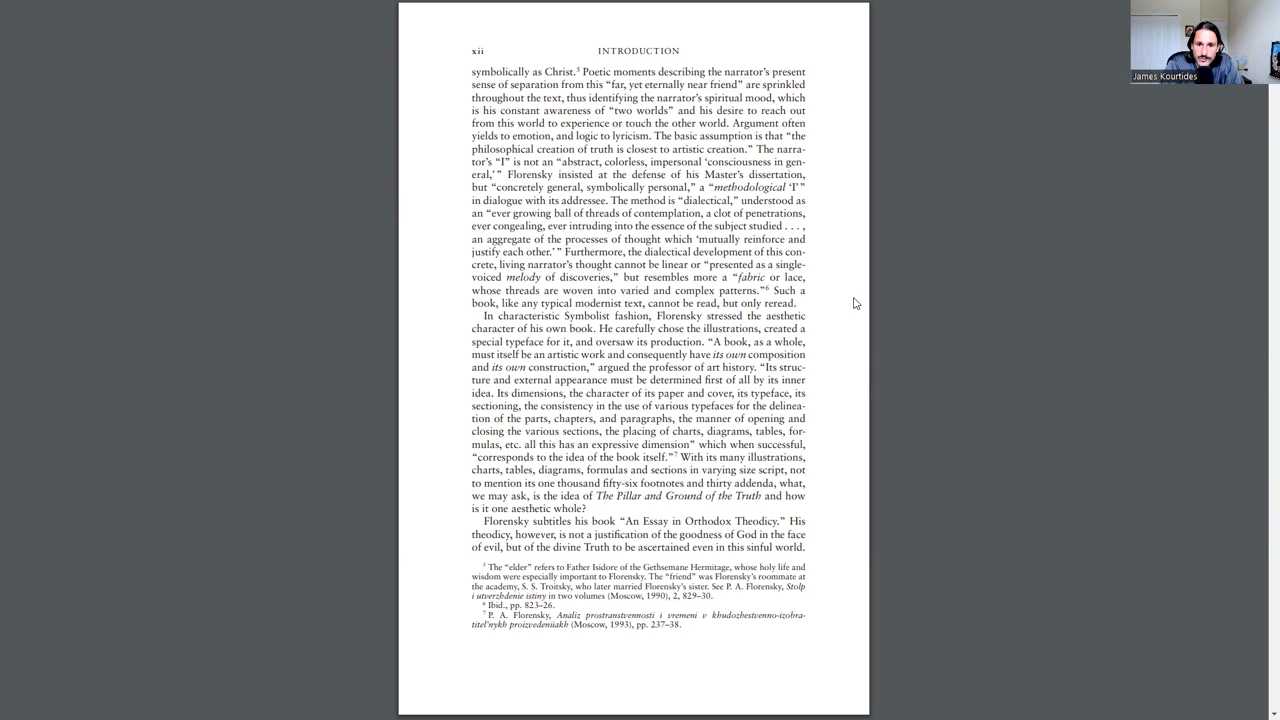 xii INTRODUCTION
symbolically as Christ.5 Poetic moments describing the narrator's present
sense of separation from this “far, yet eternally near friend” are sprinkled
throughout the text, thus identifying the narrator's spiritual mood, which
is his constant awareness of “two worlds” and his desire to reach out
from this world to experience or touch the other world. Argument often
yields to emotion, and logic to lyricism. The basic assumption is that “the
philosophical creation of truth is closest to artistic creation.” The narra-
tor's “I” is not an “abstract, colorless, impersonal ‘consciousness in gen-
eral,’” Florensky insisted at the defense of his Master's dissertation,
but “concretely general, symbolically personal,” a “methodological ‘I’”
in dialogue with its addressee. The method is “dialectical,” understood as
an “ever growing ball of threads of contemplation, a clot of penetrations,
ever congealing, ever intruding into the essence of the subject studied . . . ,
an aggregate of the processes of thought which ‘mutually reinforce and
justify each other.’” Furthermore, the dialectical development of this con-
crete, living narrator's thought cannot be linear or “presented as a single-
voiced melody of discoveries,” but resembles more a “fabric or lace,
whose threads are woven into varied and complex patterns.”6 Such a
book, like any typical modernist text, cannot be read, but only reread.
In characteristic Symbolist fashion, Florensky stressed the aesthetic
character of his own book. He carefully chose the illustrations, created a
special typeface for it, and oversaw its production. “A book, as a whole,
must itself be an artistic work and consequently have its own composition
and its own construction,” argued the professor of art history. “Its struc-
ture and external appearance must be determined first of all by its inner
idea. Its dimensions, the character of its paper and cover, its typeface, its
sectioning, the consistency in the use of various typefaces for the delinea-
tion of the parts, chapters, and paragraphs, the manner of opening and
closing the various sections, the placing of charts, diagrams, tables, for-
mulas, etc. all this has an expressive dimension” which when successful,
“corresponds to the idea of the book itself.”7 With its many illustrations,
charts, tables, diagrams, formulas and sections in varying size script, not
to mention its one thousand fifty-six footnotes and thirty addenda, what,
we may ask, is the idea of The Pillar and Ground of the Truth and how
is it one aesthetic whole?
Florensky subtitles his book “An Essay in Orthodox Theodicy.” His
theodicy, however, is not a justification of the goodness of God in the face
of evil, but of the divine Truth to be ascertained even in this sinful world.
5 The “elder” refers to Father Isidore of the Gethsemane Hermitage, whose holy life and
wisdom were especially important to Florensky. The “friend” was Florensky's roommate at
the academy, S. S. Troitsky, who later married Florensky's sister. See P. A. Florensky, Stolp
i utverzhdenie istiny in two volumes (Moscow, 1990), 2, 829–30.
6 Ibid., pp. 823–26.
7 P. A. Florensky, Analiz prostranstvennosti i vremeni v khudozhestvenno-izobra-
titel'nykh proizvedeniiakh (Moscow, 1993), pp. 237–38.
James Kourtides